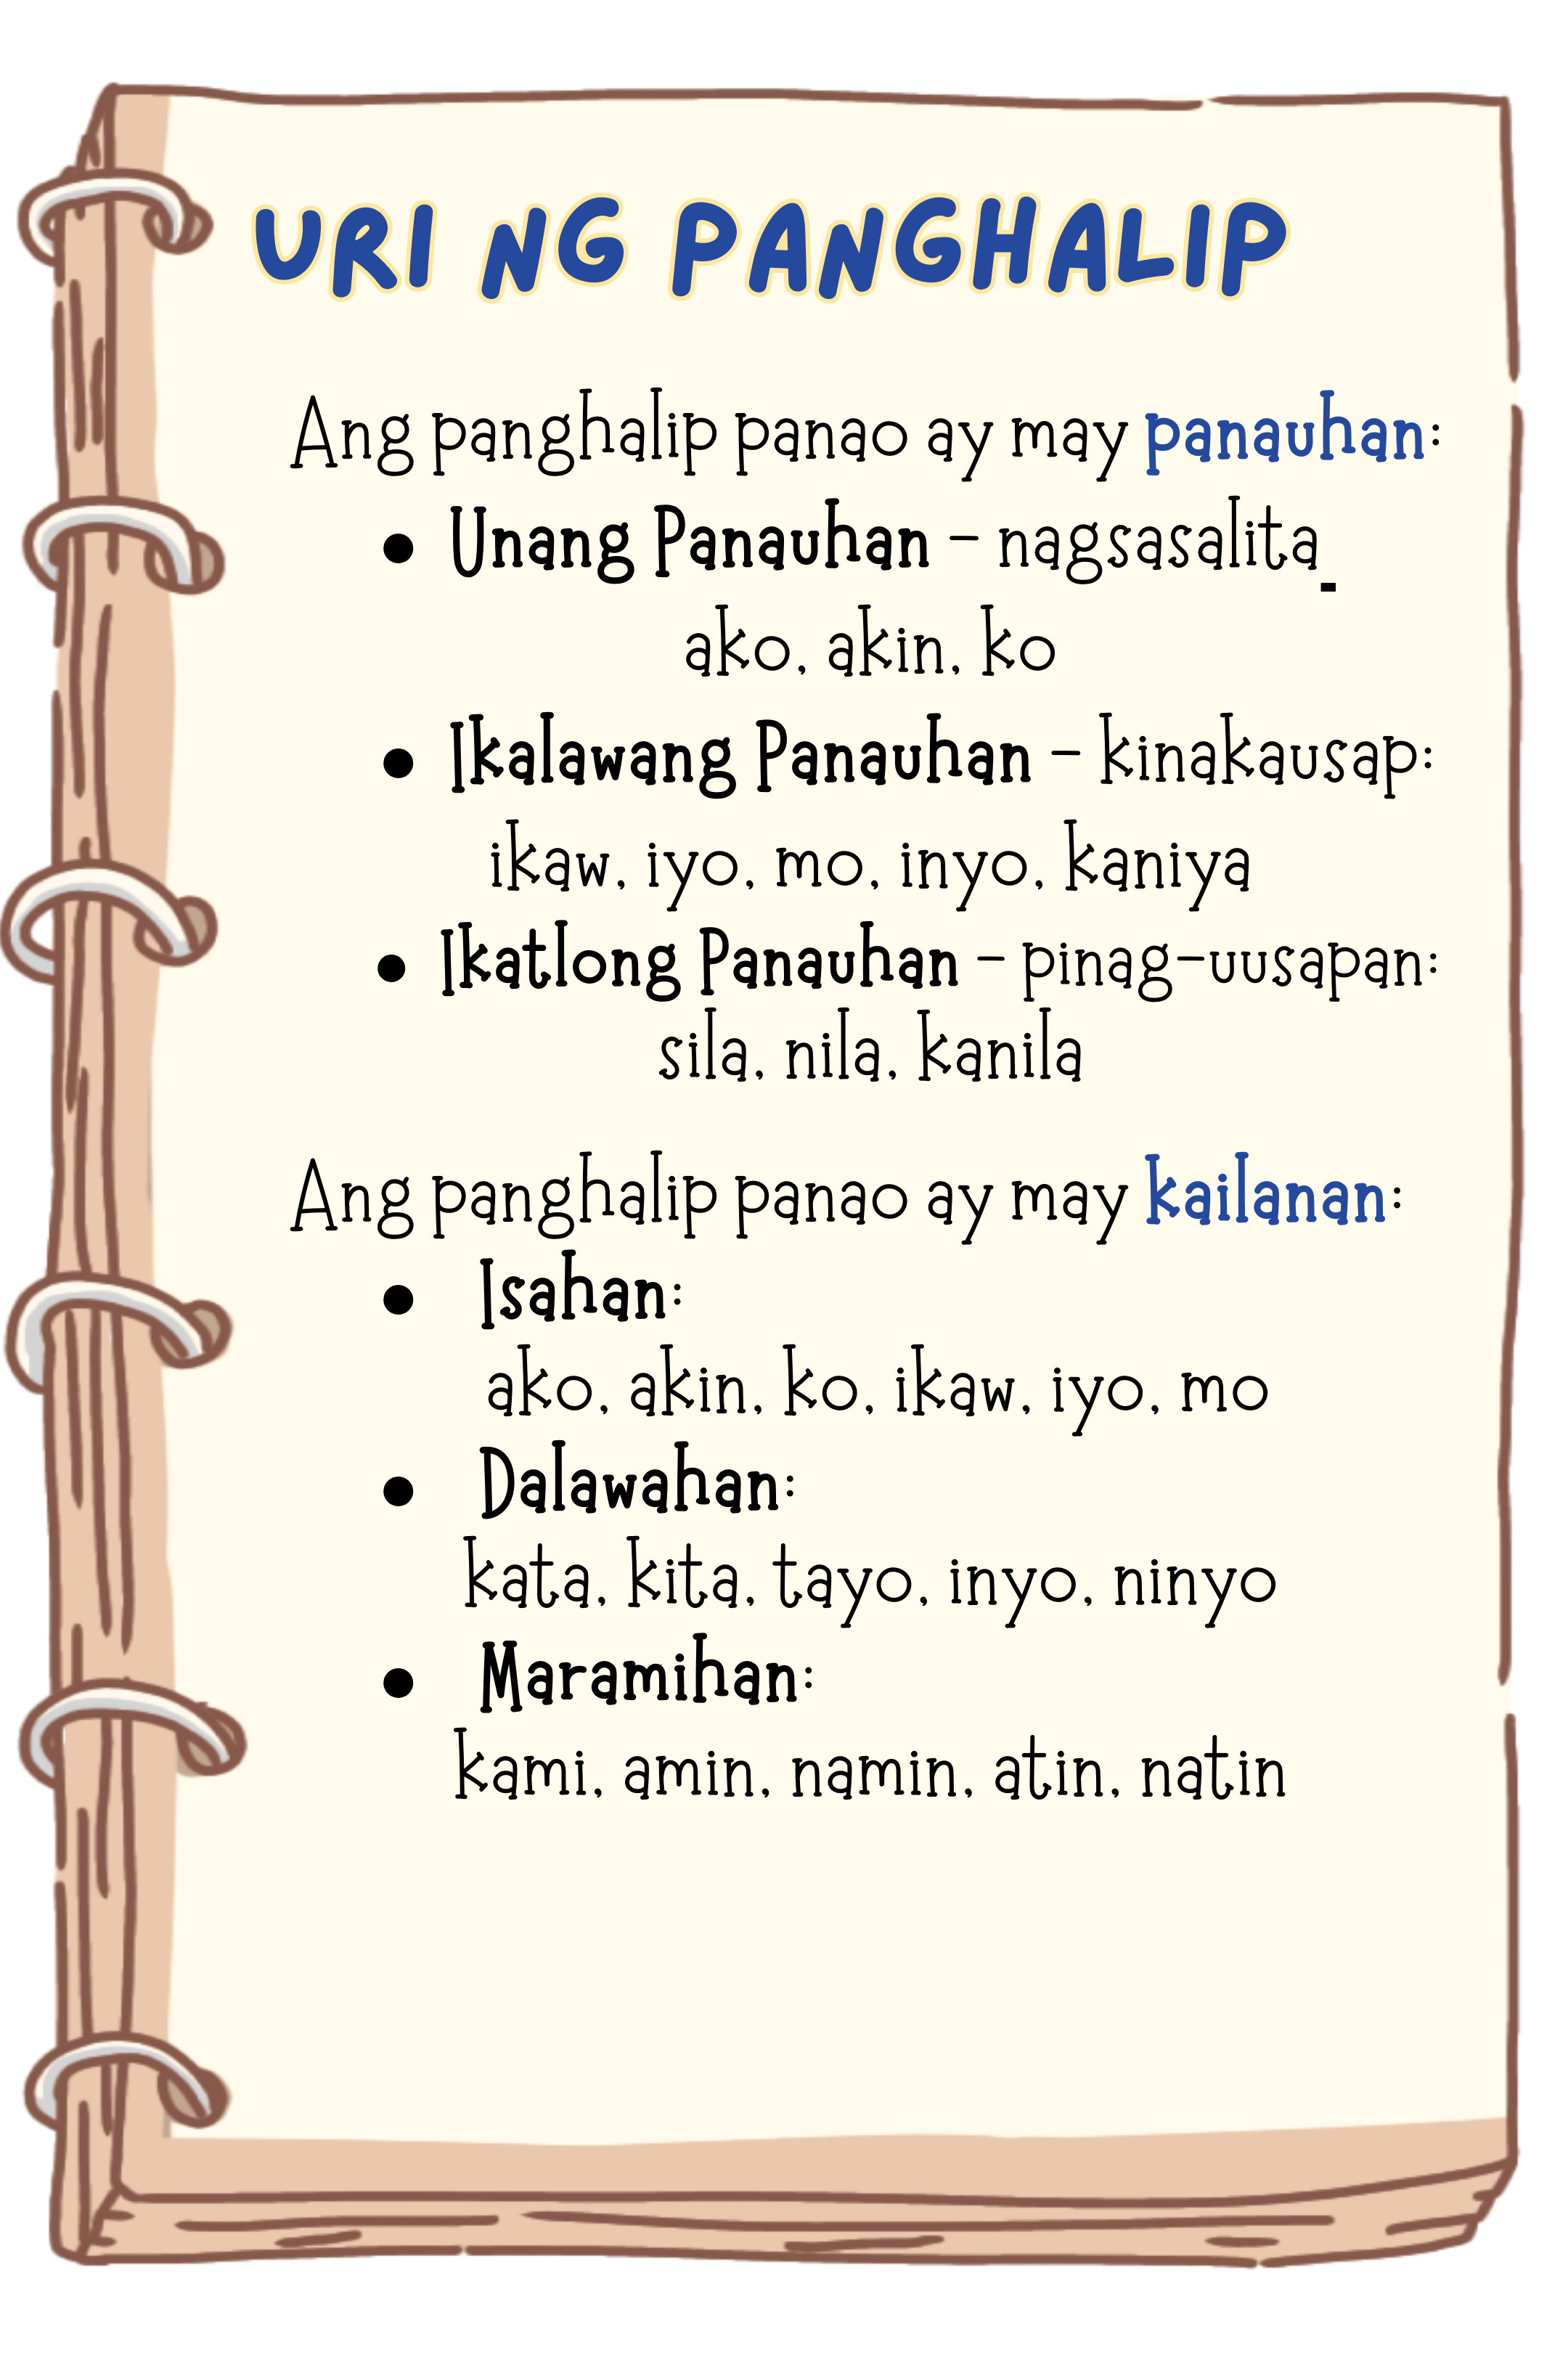 URI NG PANGHALIP
Ang panghalip panao ay may panauhan:
• Unang Panauhan - nagsasalita
ako, akin, ko
• Ikalawang Panauhan - kinakausap:
ikaw, iyo, mo, inyo, kaniya
• Ikatlong Panauhan - pinag-uusapan:
sila, nila, kanila
Ang panghalip panao ay may kailanan:
• Isahan:
ako, akin, ko, ikaw, iyo, mo
• Dalawahan:
kata, kita, tayo, inyo, ninyo
• Maramihan:
kami, amin, namin, atin, natin